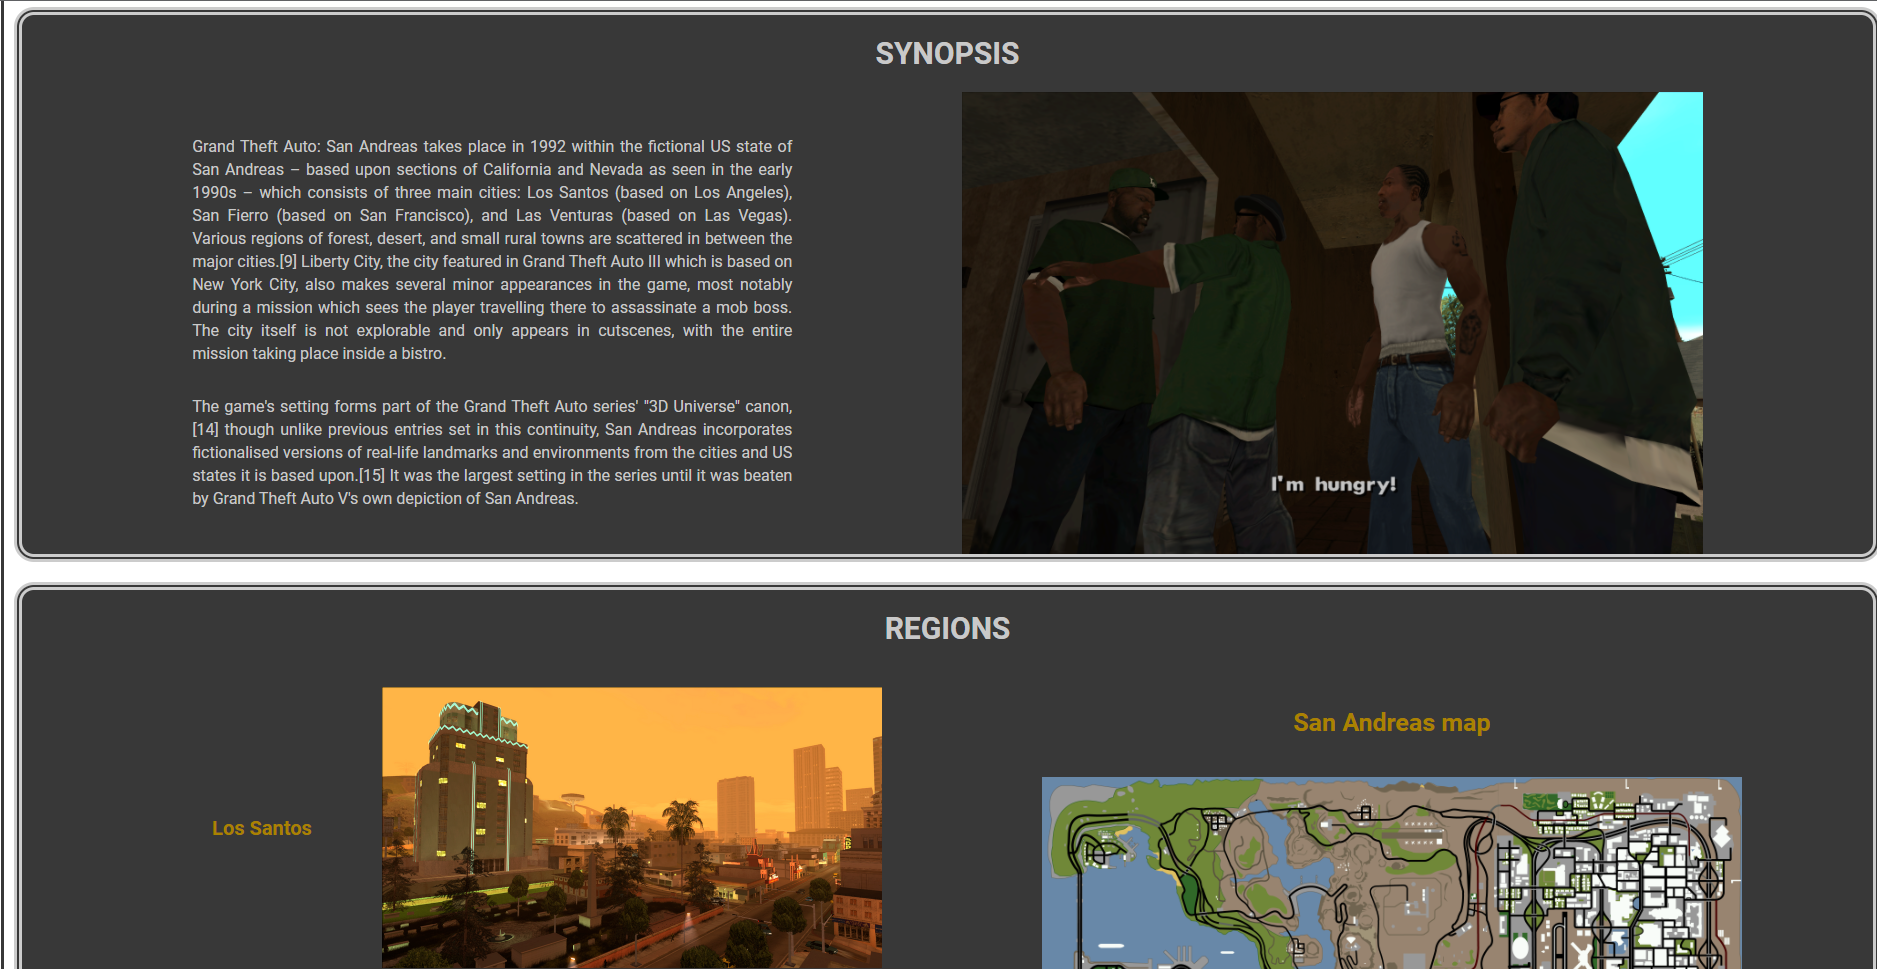 SYNOPSIS
Grand Theft Auto: San Andreas takes place in 1992 within the fictional US state of
San Andreas – based upon sections of California and Nevada as seen in the early
1990s – which consists of three main cities: Los Santos (based on Los Angeles),
San Fierro (based on San Francisco), and Las Venturas (based on Las Vegas).
Various regions of forest, desert, and small rural towns are scattered in between the
major cities.[9] Liberty City, the city featured in Grand Theft Auto III which is based on
New York City, also makes several minor appearances in the game, most notably
during a mission which sees the player travelling there to assassinate a mob boss.
The city itself is not explorable and only appears in cutscenes, with the entire
mission taking place inside a bistro.
The game's setting forms part of the Grand Theft Auto series' "3D Universe" canon,
[14] though unlike previous entries set in this continuity, San Andreas incorporates
fictionalised versions of real-life landmarks and environments from the cities and US
states it is based upon.[15] It was the largest setting in the series until it was beaten
by Grand Theft Auto V's own depiction of San Andreas.
I'm hungry!
REGIONS
San Andreas map
Los Santos